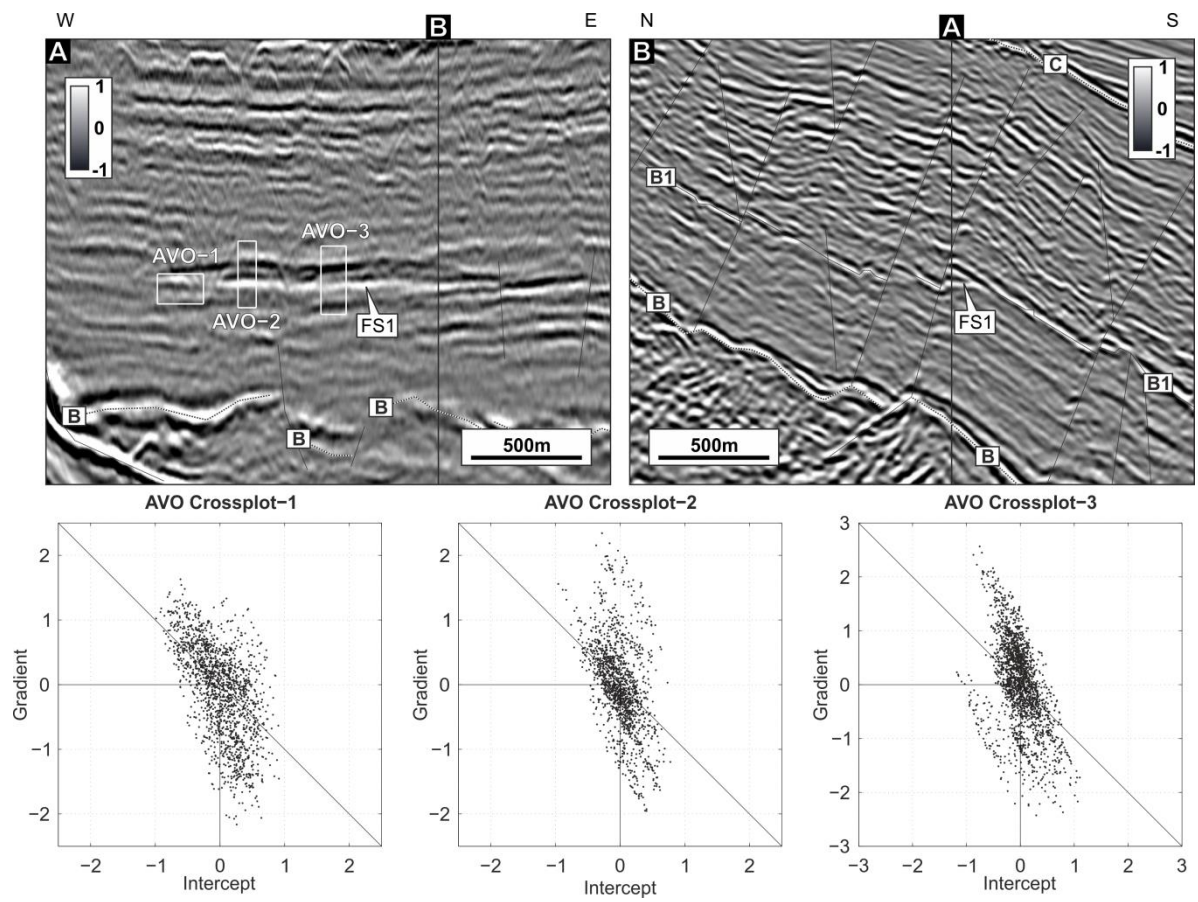 W B E N A S
A B C
1 1
0 0
-1 -1
B1
AVO−1 AVO−3
AVO−2 FS1 FS1
B B B B1
B B
500m 500m
AVO Crossplot−1 AVO Crossplot−2 AVO Crossplot−3
Gradient
2
1
0
−1
−2
−2 −1 0 1 2
Intercept
Gradient
2
1
0
−1
−2
−2 −1 0 1 2
Intercept
Gradient
3
2
1
0
−1
−2
−3
−3 −2 −1 0 1 2 3
Intercept